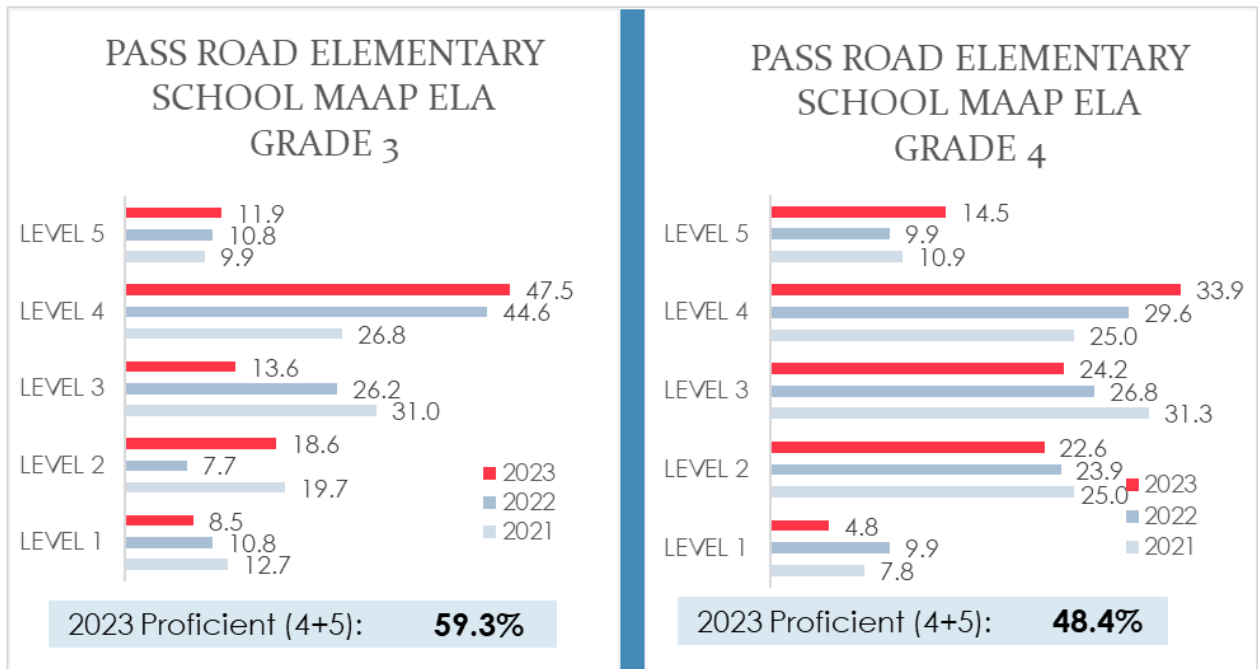 PASS ROAD ELEMENTARY
SCHOOL MAAP ELA
GRADE 3
LEVEL 5
11.9
10.8
9.9
LEVEL 4
47.5
44.6
26.8
LEVEL 3
13.6
26.2
31.0
LEVEL 2
18.6
7.7
19.7
LEVEL 1
8.5
10.8
12.7
2023
2022
2021
2023 Proficient (4+5): 59.3%
PASS ROAD ELEMENTARY
SCHOOL MAAP ELA
GRADE 4
LEVEL 5
14.5
9.9
10.9
LEVEL 4
33.9
29.6
25.0
LEVEL 3
24.2
26.8
31.3
LEVEL 2
22.6
23.9
25.0
LEVEL 1
4.8
9.9
7.8
2023
2022
2021
2023 Proficient (4+5): 48.4%